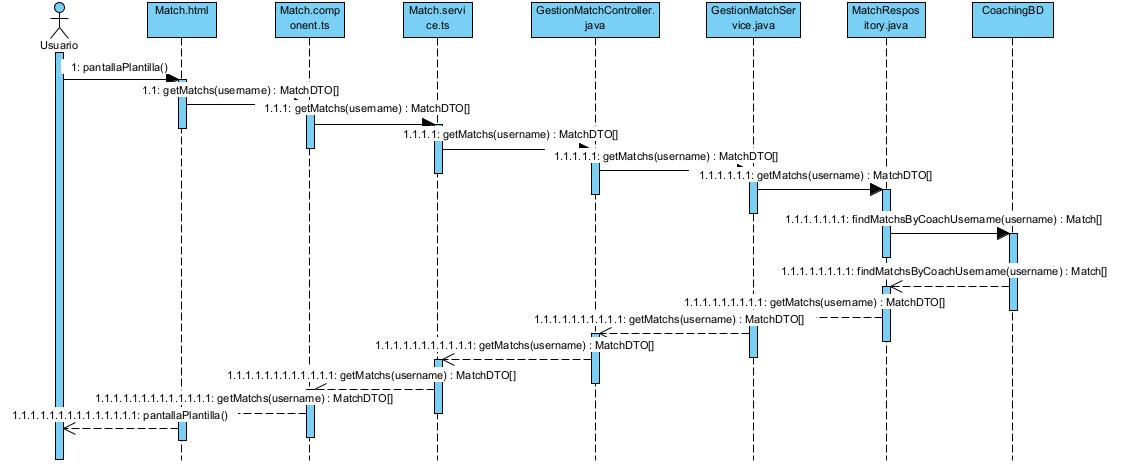 Match.html
Match.comp
onent.ts
Match.servi
ce.ts
GestionMatchController.
java
GestionMatchSer
vice.java
MatchRespos
itory.java
CoachingBD
Usuario
1: pantallaPlantilla()
1.1: getMatchs(username) : MatchDTO[]
1.1.1: getMatchs(username) : MatchDTO[]
1.1.1.1: getMatchs(username) : MatchDTO[]
1.1.1.1.1: getMatchs(username) : MatchDTO[]
1.1.1.1.1.1: getMatchs(username) : MatchDTO[]
1.1.1.1.1.1.1: findMatchsByCoachUsername(username) : Match[]
1.1.1.1.1.1.1.1: findMatchsByCoachUsername(username) : Match[]
1.1.1.1.1.1.1.1.1: getMatchs(username) : MatchDTO[]
1.1.1.1.1.1.1.1.1.1: getMatchs(username) : MatchDTO[]
1.1.1.1.1.1.1.1.1.1.1: getMatchs(username) : MatchDTO[]
1.1.1.1.1.1.1.1.1.1.1.1: getMatchs(username) : MatchDTO[]
1.1.1.1.1.1.1.1.1.1.1.1.1: getMatchs(username) : MatchDTO[]
1.1.1.1.1.1.1.1.1.1.1.1.1.1: pantallaPlantilla()